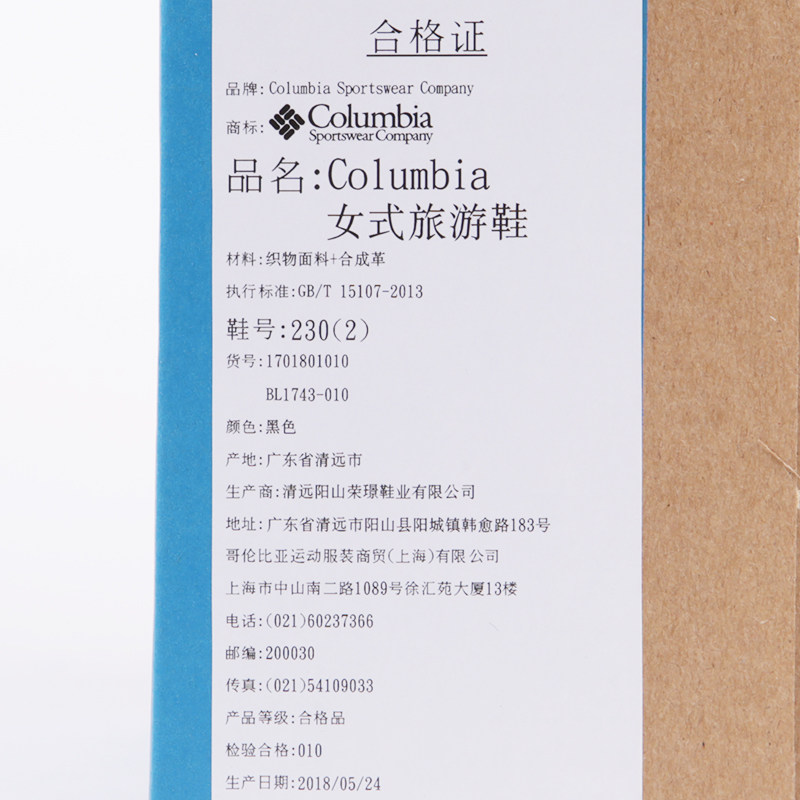 合格证
品牌:Columbia Sportswear Company
商标: Columbia
Sportswear Company
品名:Columbia
女式旅游鞋
材料:织物面料+合成革
执行标准:GB/T 15107-2013
鞋号:230(2)
货号:1701801010
BL1743-010
颜色:黑色
产地:广东省清远市
生产商:清远阳山荣璟鞋业有限公司
地址:广东省清远市阳山县阳城镇韩愈路183号
哥伦比亚运动服装商贸(上海)有限公司
上海市中山南二路1089号徐汇苑大厦13楼
电话:(021)60237366
邮编:200030
传真:(021)54109033
产品等级:合格品
检验合格:010
生产日期:2018/05/24